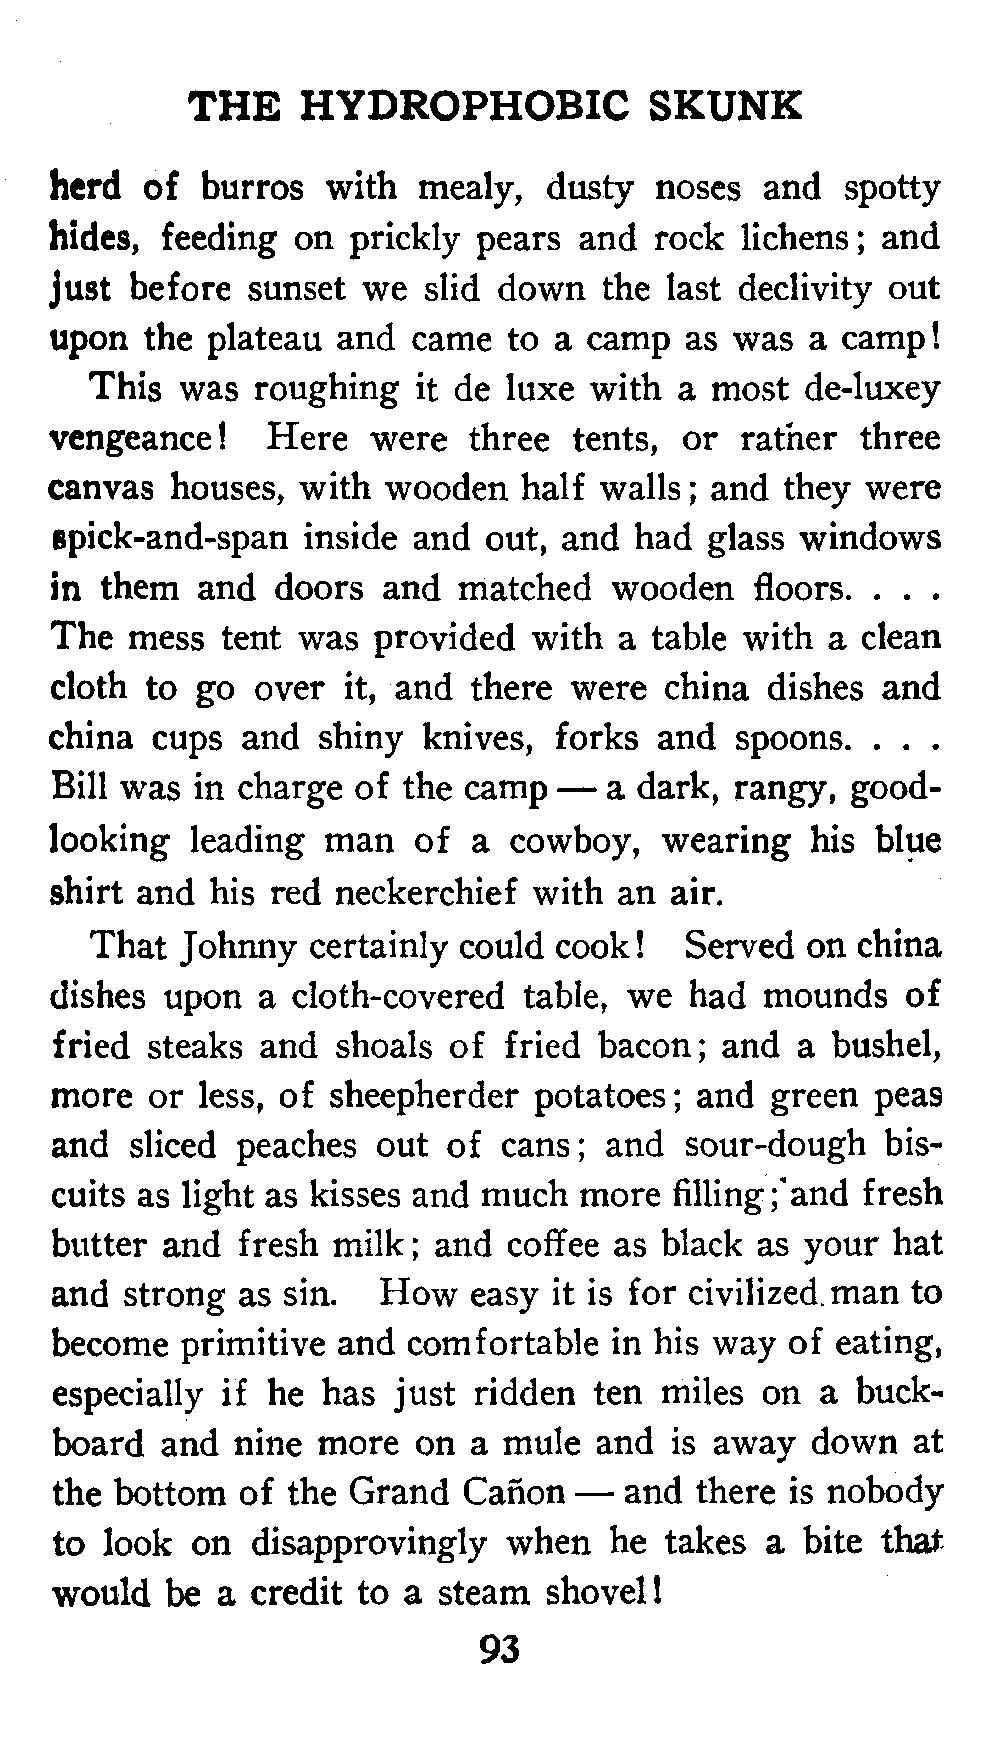 THE HYDROPHOBIC SKUNK
herd of burros with mealy, dusty noses and spotty
hides, feeding on prickly pears and rock lichens; and
just before sunset we slid down the last declivity out
upon the plateau and came to a camp as was a camp!
This was roughing it de luxe with a most de-luxey
vengeance! Here were three tents, or rather three
canvas houses, with wooden half walls; and they were
spick-and-span inside and out, and had glass windows
in them and doors and matched wooden floors. . . .
The mess tent was provided with a table with a clean
cloth to go over it, and there were china dishes and
china cups and shiny knives, forks and spoons. . . .
Bill was in charge of the camp — a dark, rangy, good-
looking leading man of a cowboy, wearing his blue
shirt and his red neckerchief with an air.
That Johnny certainly could cook! Served on china
dishes upon a cloth-covered table, we had mounds of
fried steaks and shoals of fried bacon; and a bushel,
more or less, of sheepherder potatoes; and green peas
and sliced peaches out of cans; and sour-dough bis-
cuits as light as kisses and much more filling; and fresh
butter and fresh milk; and coffee as black as your hat
and strong as sin. How easy it is for civilized man to
become primitive and comfortable in his way of eating,
especially if he has just ridden ten miles on a buck-
board and nine more on a mule and is away down at
the bottom of the Grand Cañon — and there is nobody
to look on disapprovingly when he takes a bite that
would be a credit to a steam shovel!
93